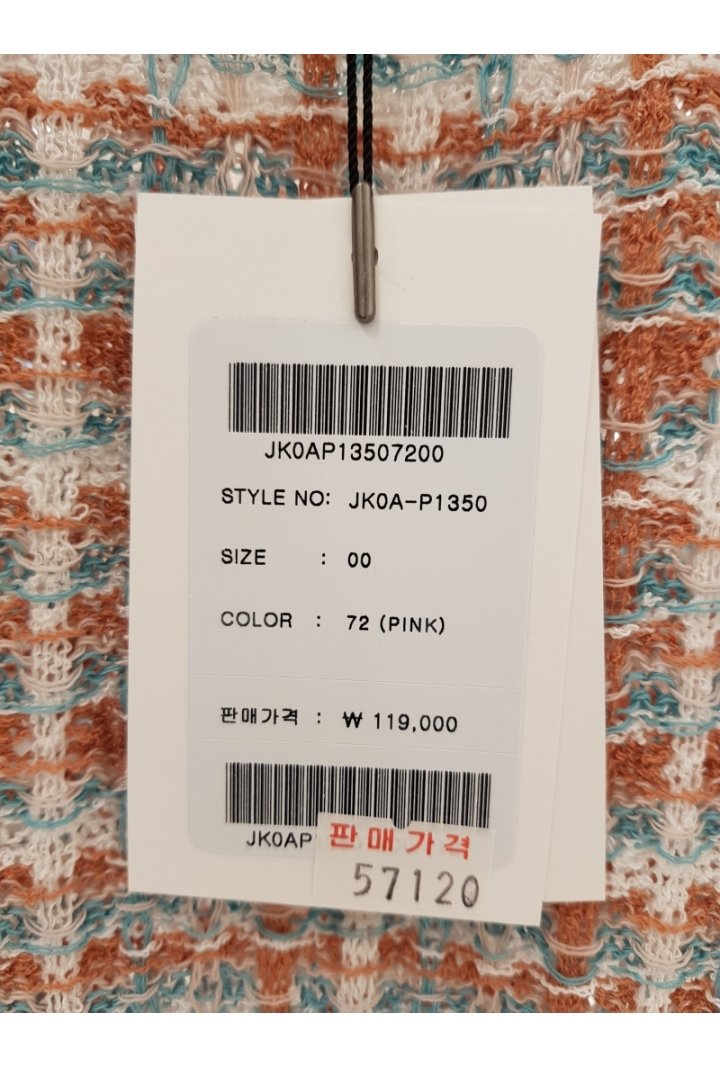 JK0AP13507200
STYLE NO: JK0A-P1350
SIZE : 00
COLOR : 72 (PINK)
판매가격 : ₩ 119,000
JK0AP1
판매가격
57120